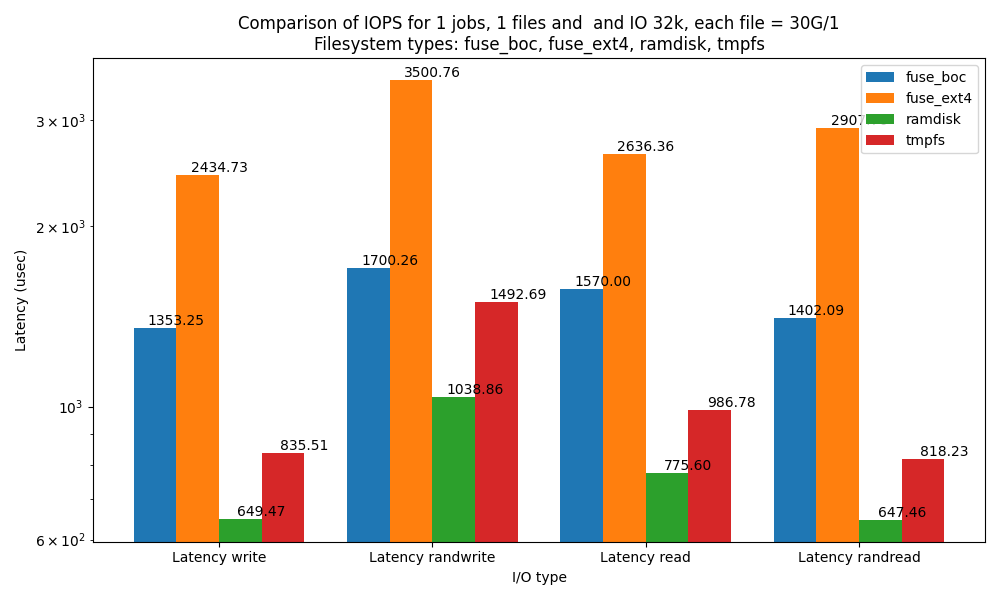 Comparison of IOPS for 1 jobs, 1 files and  and IO 32k, each file = 30G/1
Filesystem types: fuse_boc, fuse_ext4, ramdisk, tmpfs
fuse_boc
fuse_ext4
ramdisk
tmpfs
3 × 10³
2 × 10³
10³
6 × 10²
Latency (usec)
1353.25
2434.73
649.47
835.51
1700.26
3500.76
1038.86
1492.69
1570.00
2636.36
775.60
986.78
1402.09
647.46
818.23
Latency write
Latency randwrite
Latency read
Latency randread
I/O type